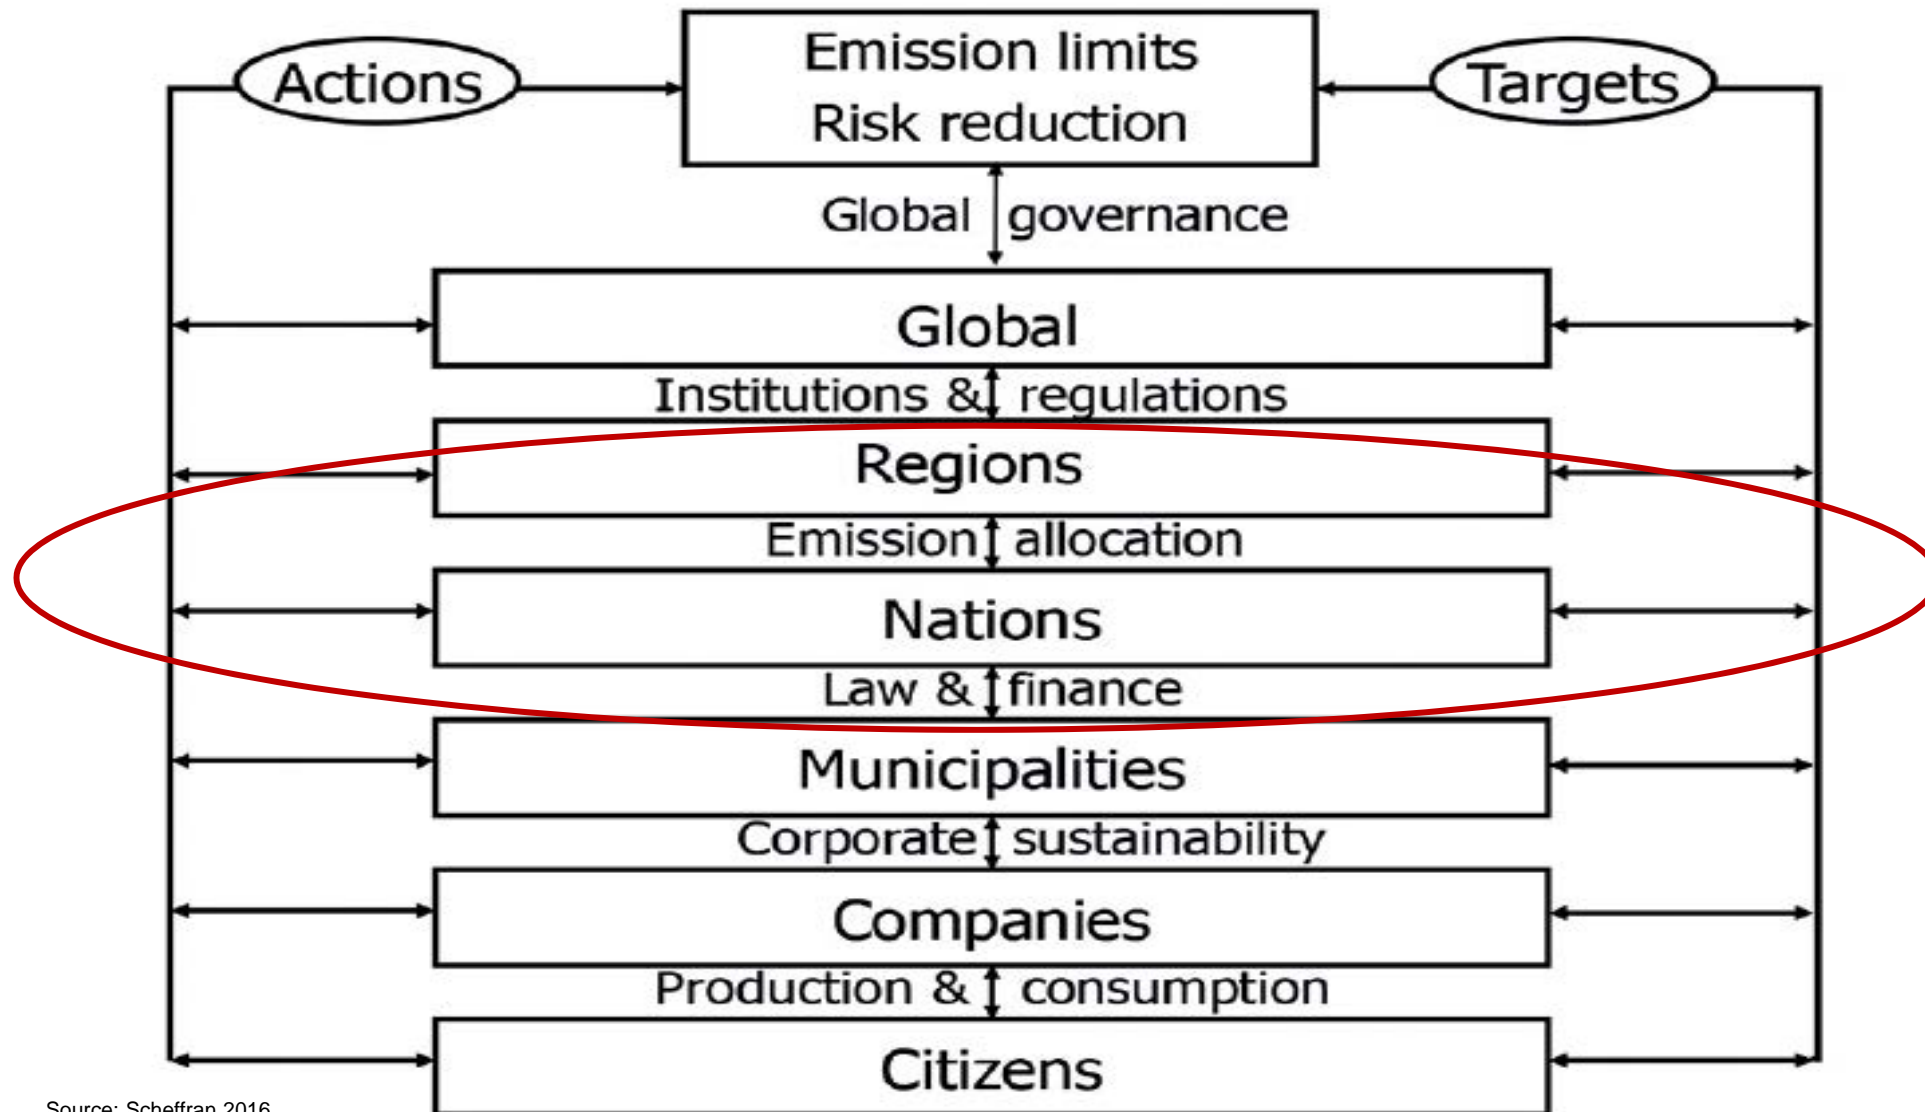 Actions
Emission limits
Risk reduction
Targets
Global governance
Global
Institutions & regulations
Regions
Emission allocation
Nations
Law & finance
Municipalities
Corporate sustainability
Companies
Production & consumption
Citizens
Source: Scheffran 2016